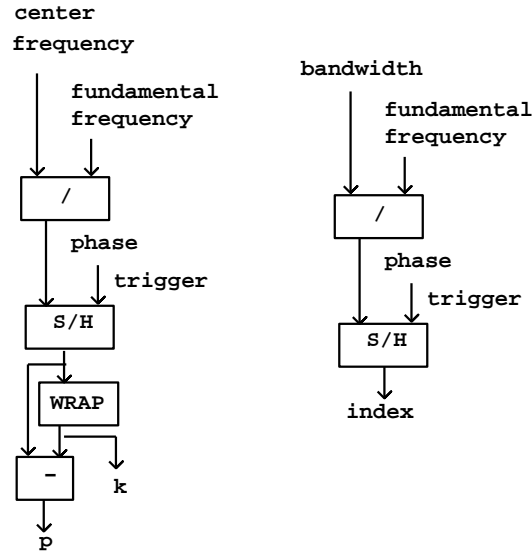 center
frequency
fundamental
frequency
/
phase
trigger
S/H
WRAP
-
k
p
bandwidth
fundamental
frequency
/
phase
trigger
S/H
index